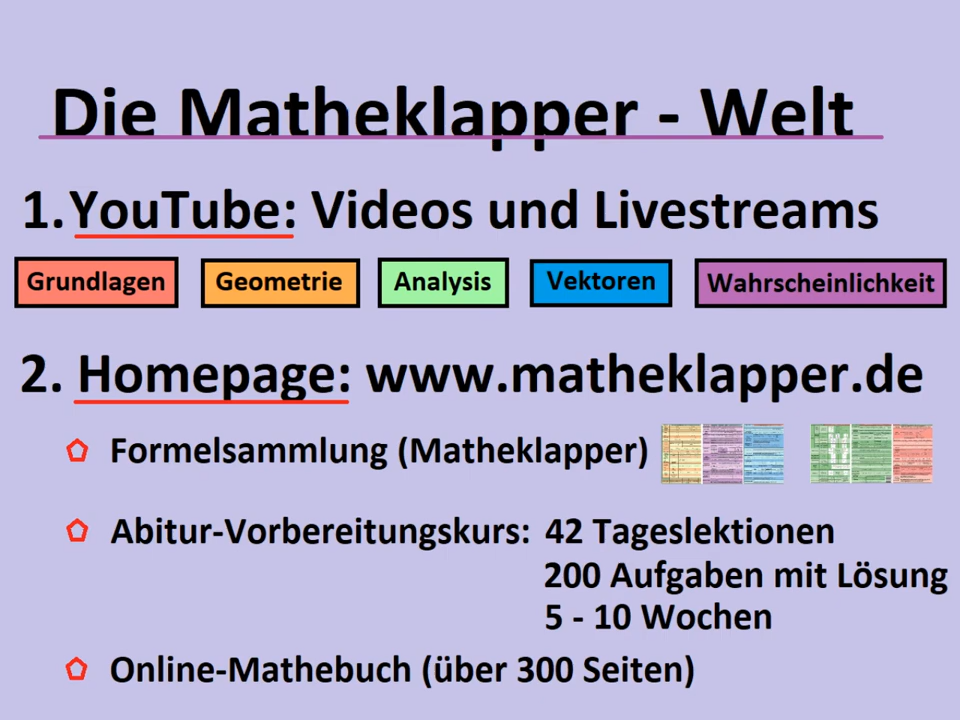 Die Matheklapper - Welt
1. YouTube: Videos und Livestreams
Grundlagen Geometrie Analysis Vektoren Wahrscheinlichkeit
2. Homepage: www.matheklapper.de
Formelsammlung (Matheklapper)
Abitur-Vorbereitungskurs: 42 Tageslektionen
200 Aufgaben mit Lösung
5 - 10 Wochen
Online-Mathebuch (über 300 Seiten)